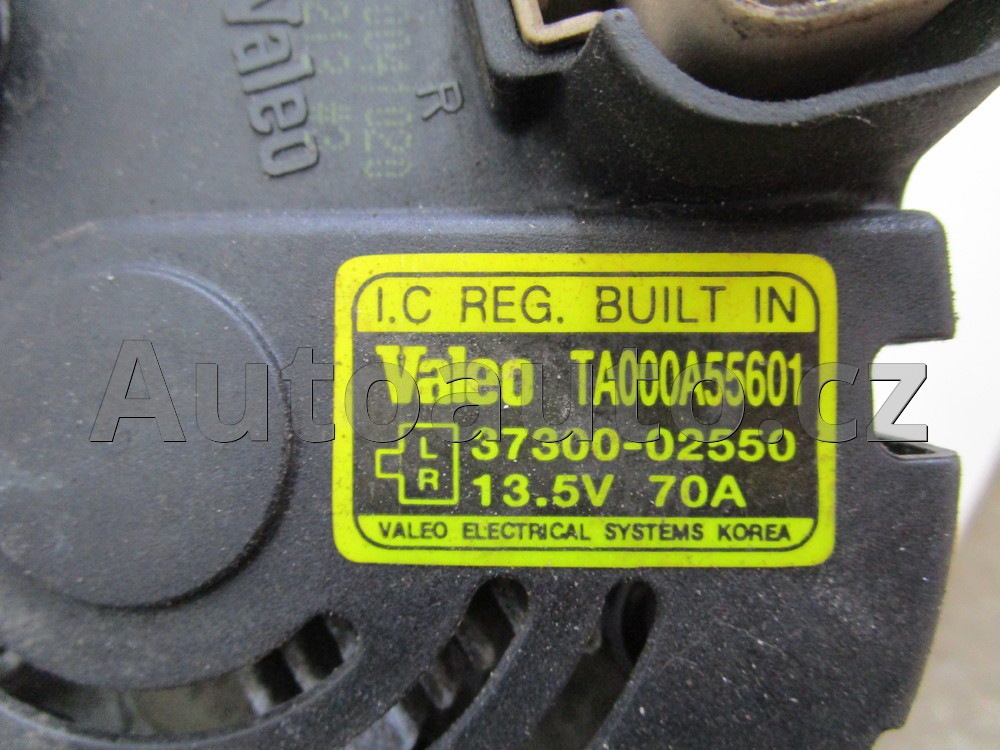 Valeo
R
I.C REG. BUILT IN
Valeo TA000A55601
L 37300-02550
R 13.5V 70A
VALEO ELECTRICAL SYSTEMS KOREA
Autoauto.cz